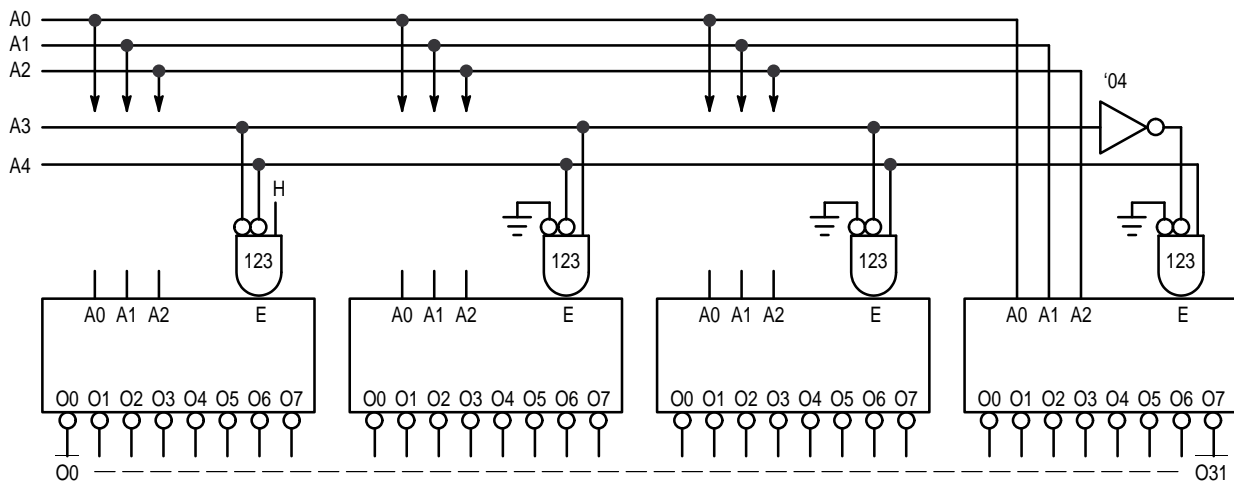 A0
A1
A2
‘04
A3
A4
H
123 123 123 123
A0 A1 A2 E A0 A1 A2 E A0 A1 A2 E A0 A1 A2 E
O0 O1 O2 O3 O4 O5 O6 O7 O0 O1 O2 O3 O4 O5 O6 O7 O0 O1 O2 O3 O4 O5 O6 O7 O0 O1 O2 O3 O4 O5 O6 O7
O0 O31